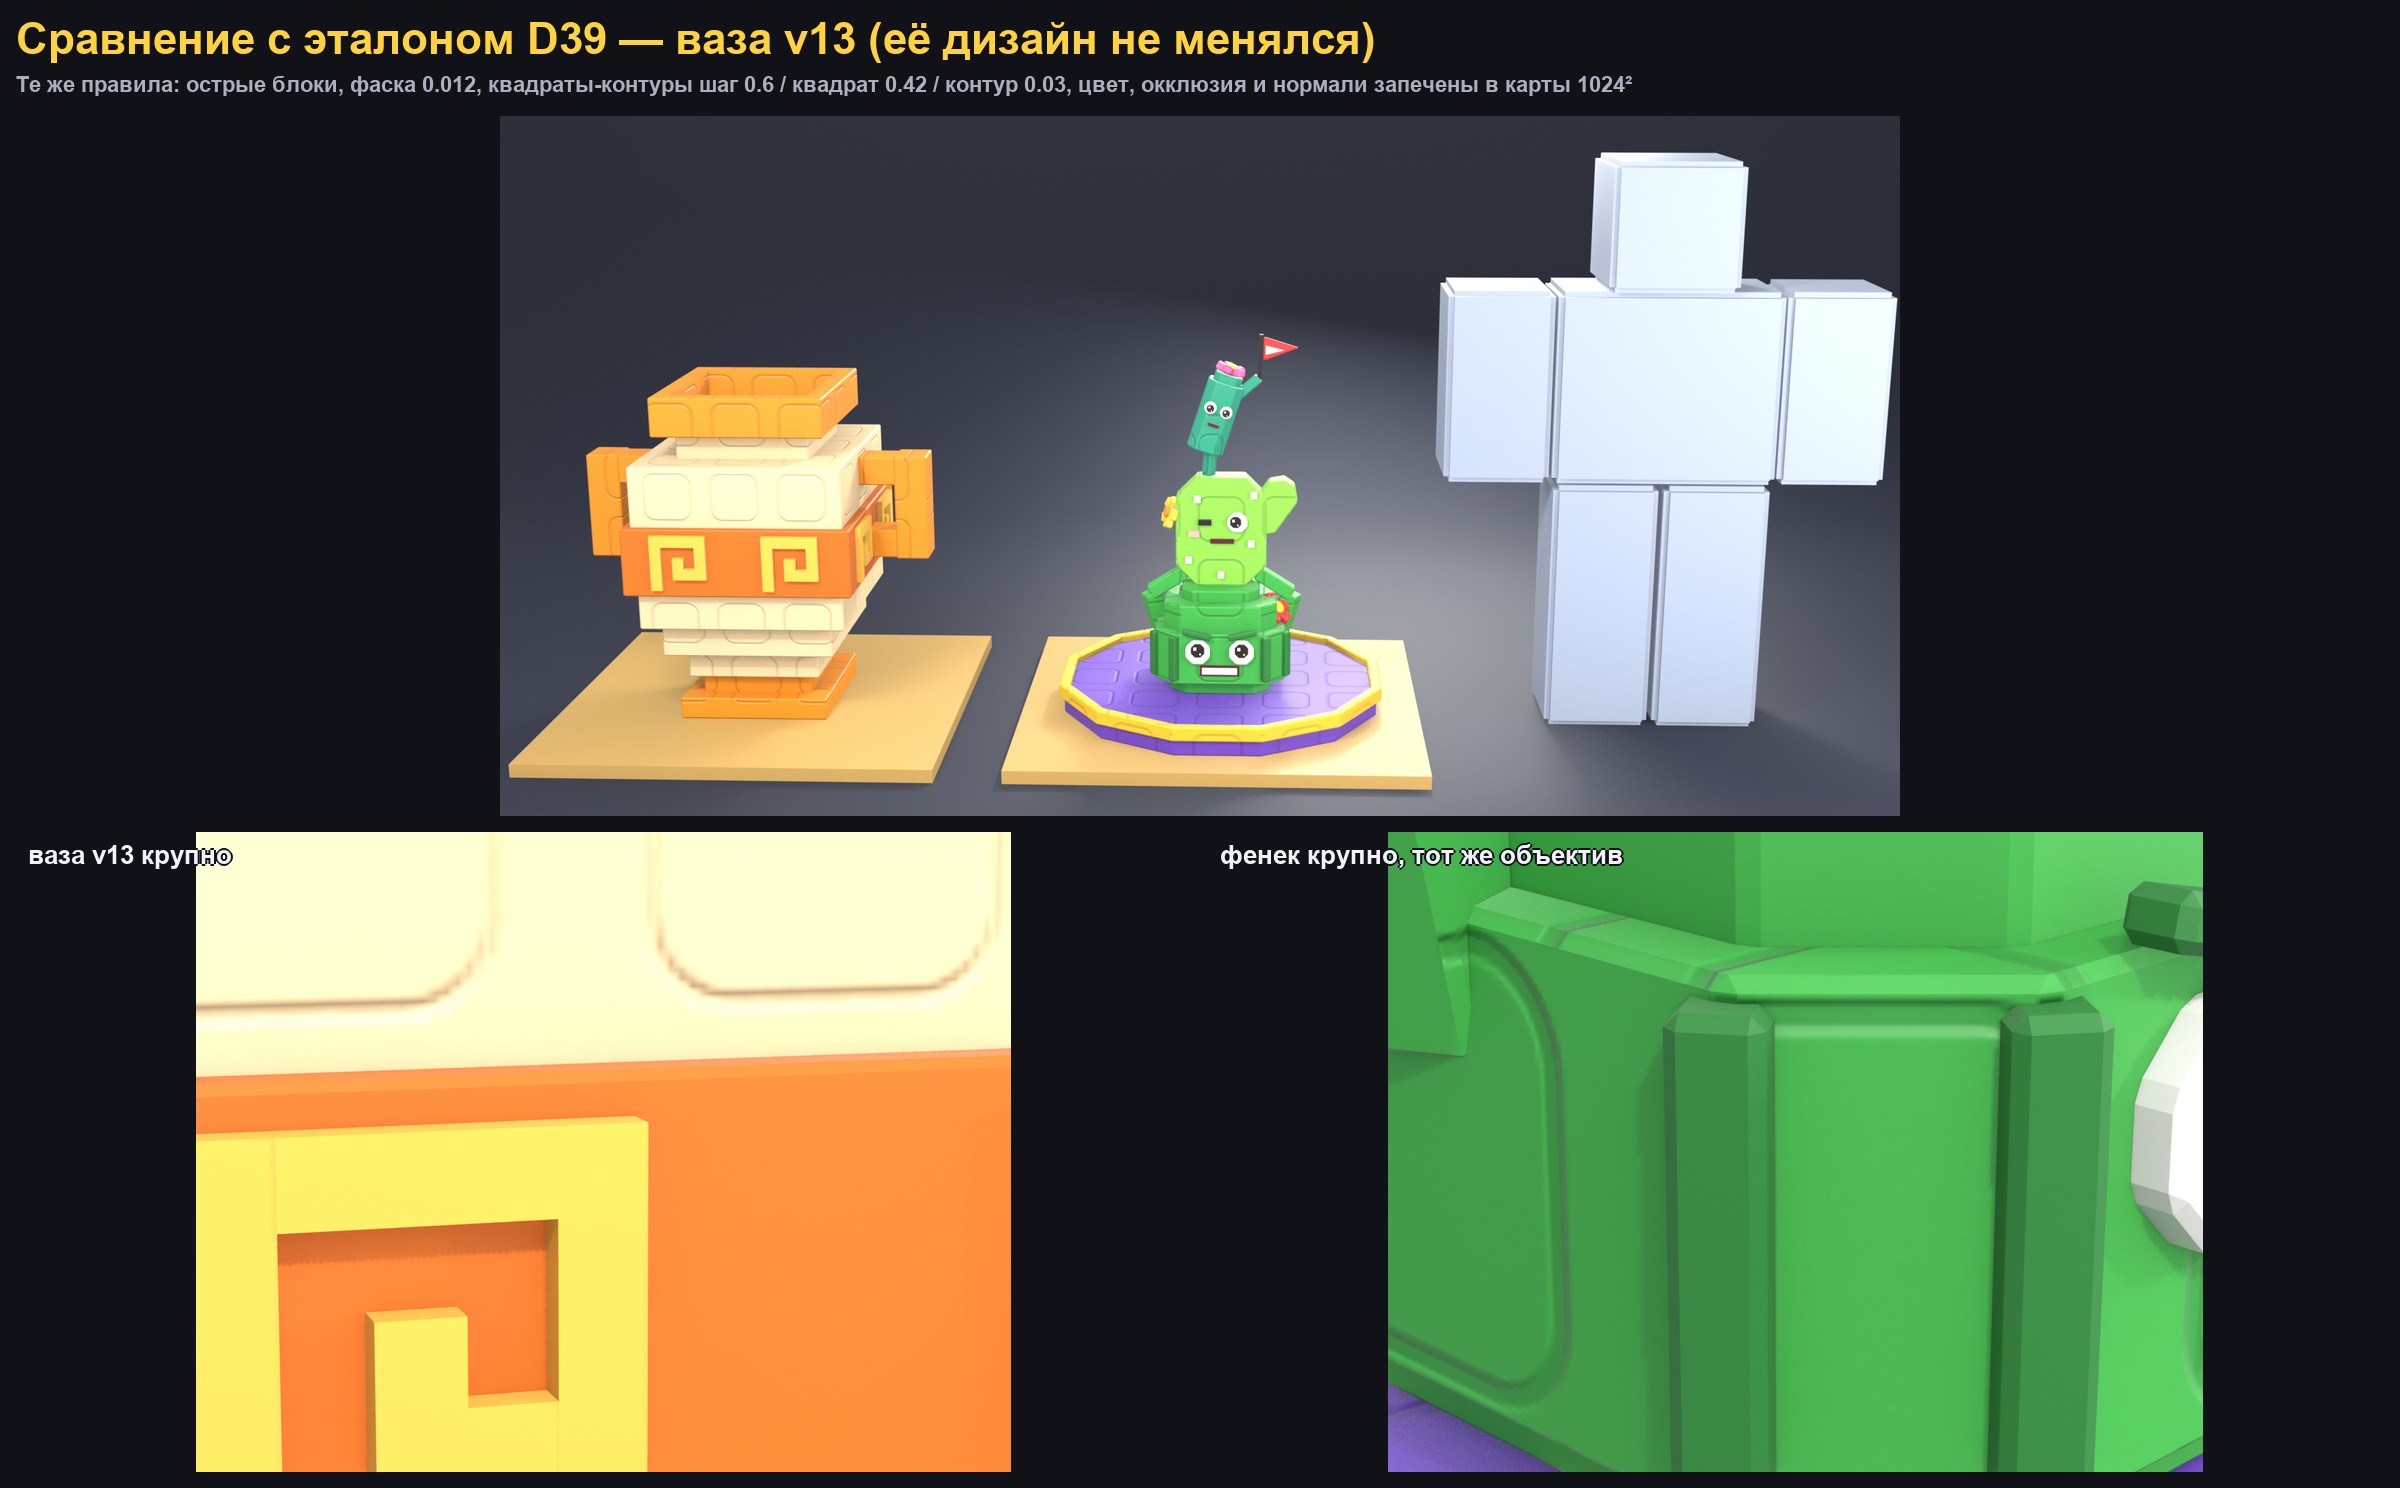 Сравнение с эталоном D39 — ваза v13 (её дизайн не менялся)
Те же правила: острые блоки, фаска 0.012, квадраты-контуры шаг 0.6 / квадрат 0.42 / контур 0.03, цвет, окклюзия и нормали запечены в карты 1024²
ваза v13 крупно
фенек крупно, тот же объектив